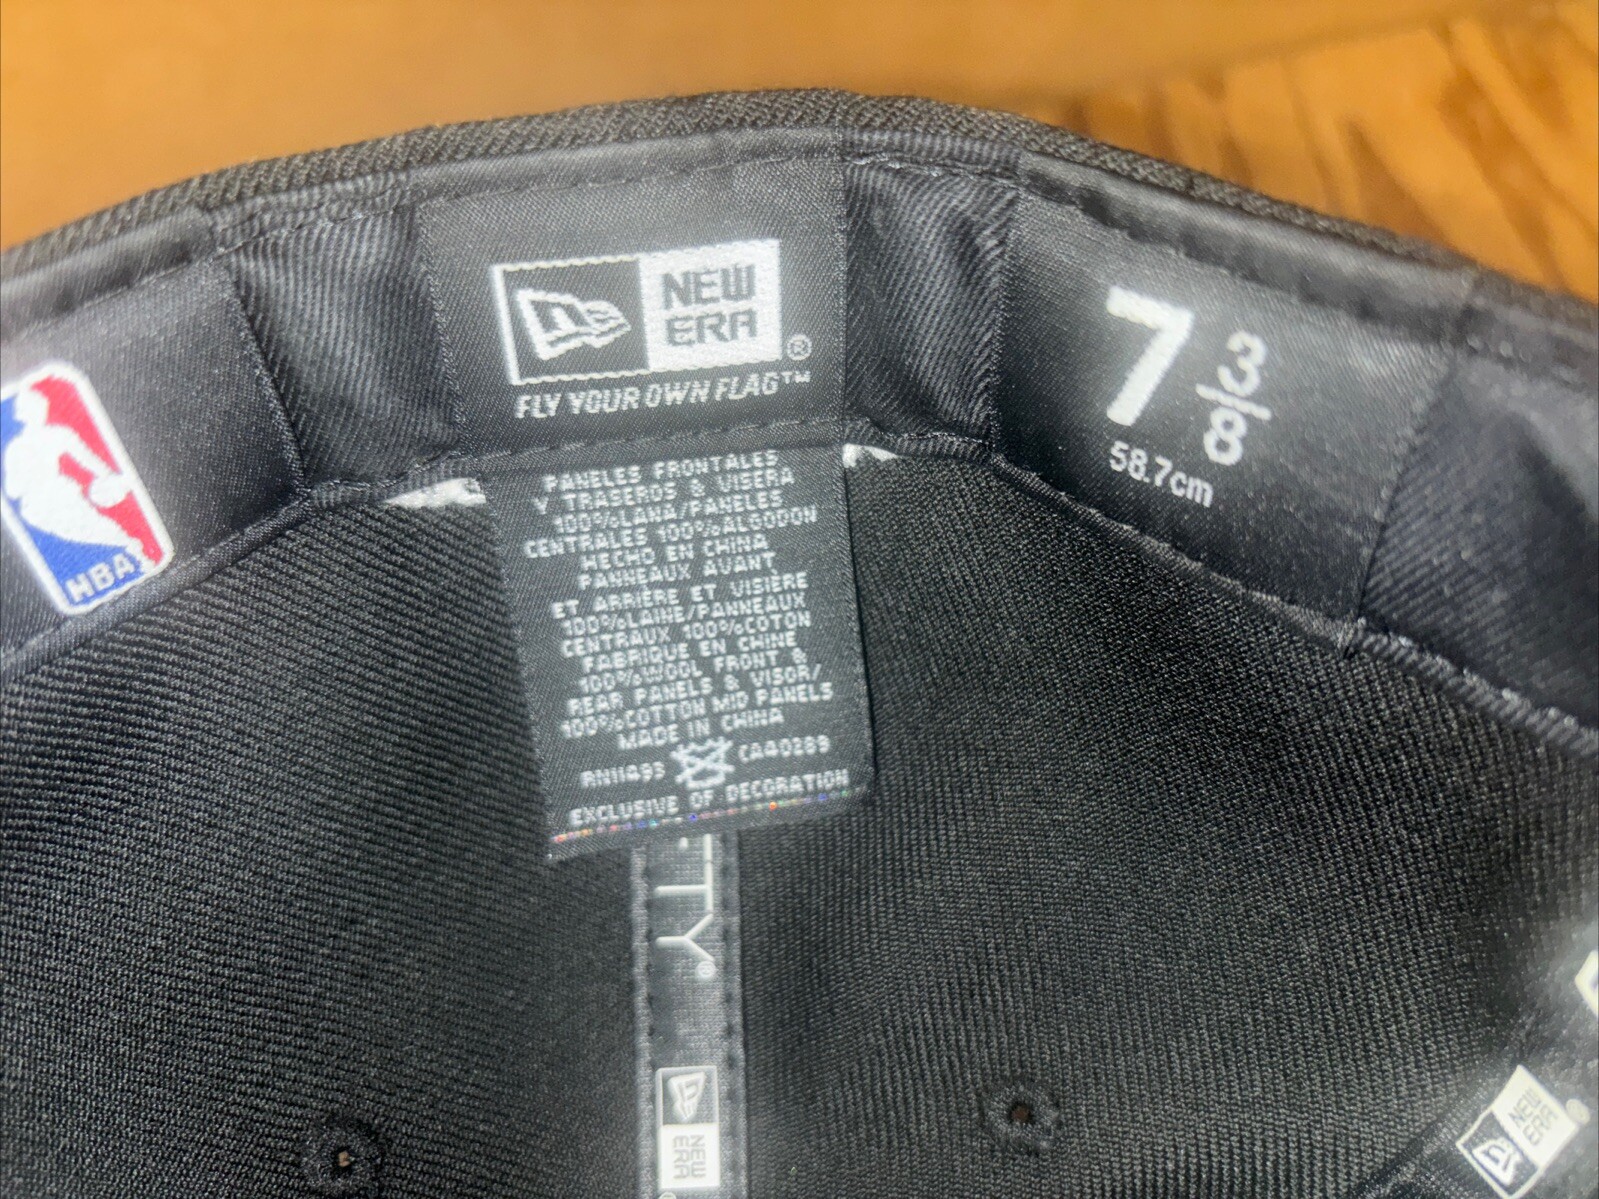 NBA
NEW
ERA
®
FLY YOUR OWN FLAG™
7 3/8
58.7cm
PANELES FRONTALES
Y TRASEROS & VISERA
100%LANA/PANELES
CENTRALES 100%ALGODON
HECHO EN CHINA
PANNEAUX AVANT
ET ARRIÈRE ET VISIÈRE
100%LAINE/PANNEAUX
CENTRAUX 100%COTON
FABRIQUE EN CHINE
100%WOOL FRONT &
REAR PANELS & VISOR/
100%COTTON MID PANELS
MADE IN CHINA
RN11493 CA40289
EXCLUSIVE OF DECORATION
TY®
NEW
ERA
NEW
ERA